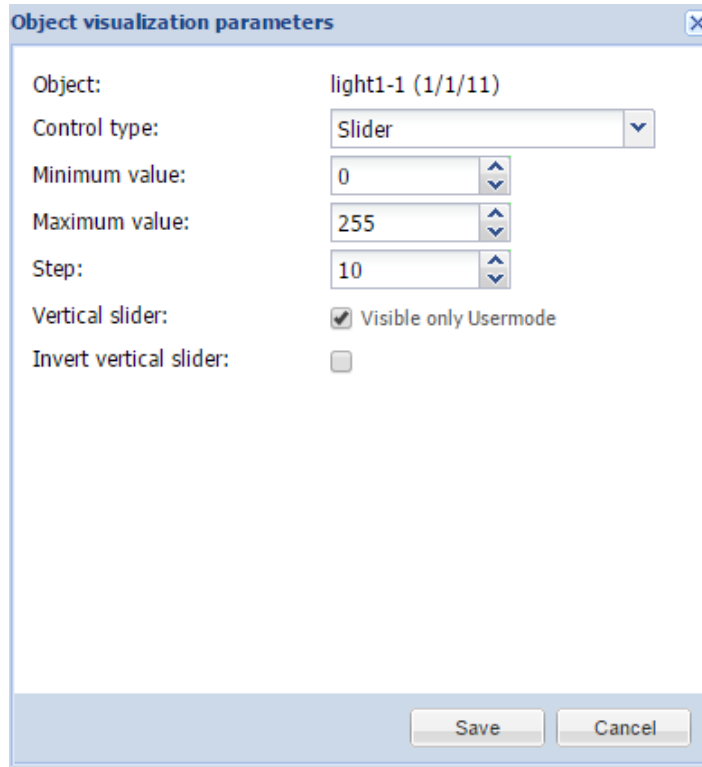 Object visualization parameters
Object: light1-1 (1/1/11)
Control type: Slider
Minimum value: 0
Maximum value: 255
Step: 10
Vertical slider: Visible only Usermode
Invert vertical slider:
Save Cancel